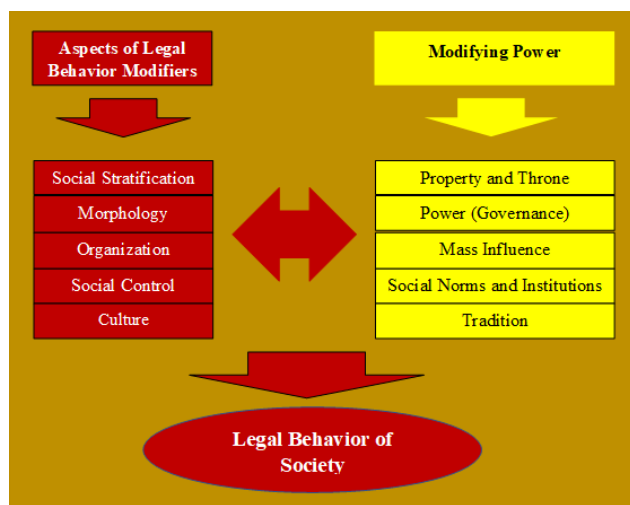 Aspects of Legal
Behavior Modifiers
Modifying Power
Social Stratification
Morphology
Organization
Social Control
Culture
Property and Throne
Power (Governance)
Mass Influence
Social Norms and Institutions
Tradition
Legal Behavior of
Society